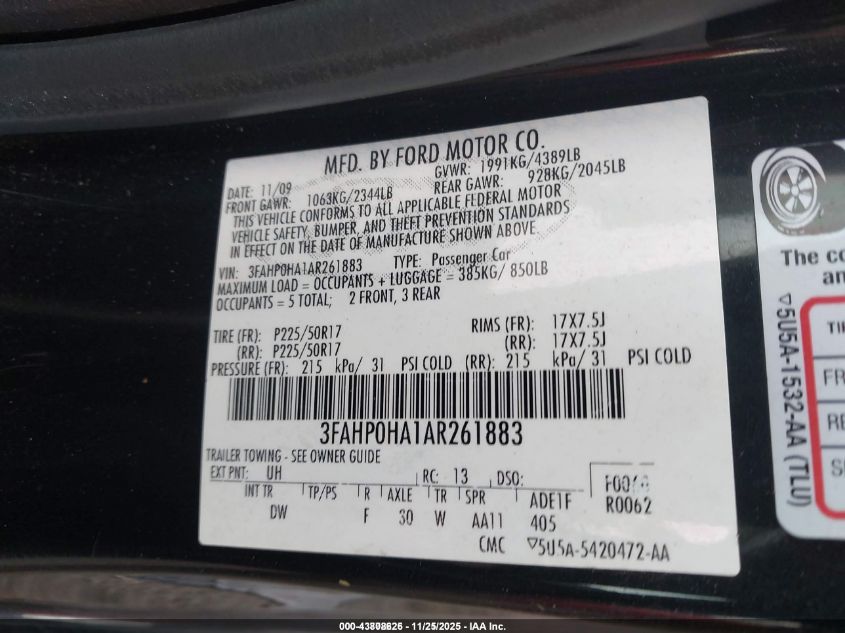 MFD. BY FORD MOTOR CO.
DATE: 11/09 GVWR: 1991KG/4389LB
FRONT GAWR: 1063KG/2344LB REAR GAWR: 928KG/2045LB
THIS VEHICLE CONFORMS TO ALL APPLICABLE FEDERAL MOTOR
VEHICLE SAFETY, BUMPER, AND THEFT PREVENTION STANDARDS
IN EFFECT ON THE DATE OF MANUFACTURE SHOWN ABOVE.
VIN: 3FAHP0HA1AR261883 TYPE: Passenger Car
MAXIMUM LOAD = OCCUPANTS + LUGGAGE = 385KG/ 850LB
OCCUPANTS = 5 TOTAL; 2 FRONT, 3 REAR
TIRE (FR): P225/50R17 RIMS (FR): 17X7.5J
(RR): P225/50R17 (RR): 17X7.5J
PRESSURE (FR): 215 kPa/ 31 PSI COLD (RR): 215 kPa/ 31 PSI COLD
3FAHP0HA1AR261883
TRAILER TOWING - SEE OWNER GUIDE
EXT PNT: UH RC: 13 DSO:
INT TR TP/PS R AXLE TR SPR ADE1F R0062
DW F 30 W AA11 405
CMC ▽5U5A-5420472-AA
The co
an
▽5U5A-1532-AA (TLU)
TI
FR
RE
S
000-43808626 - 11/25/2025 - IAA Inc.